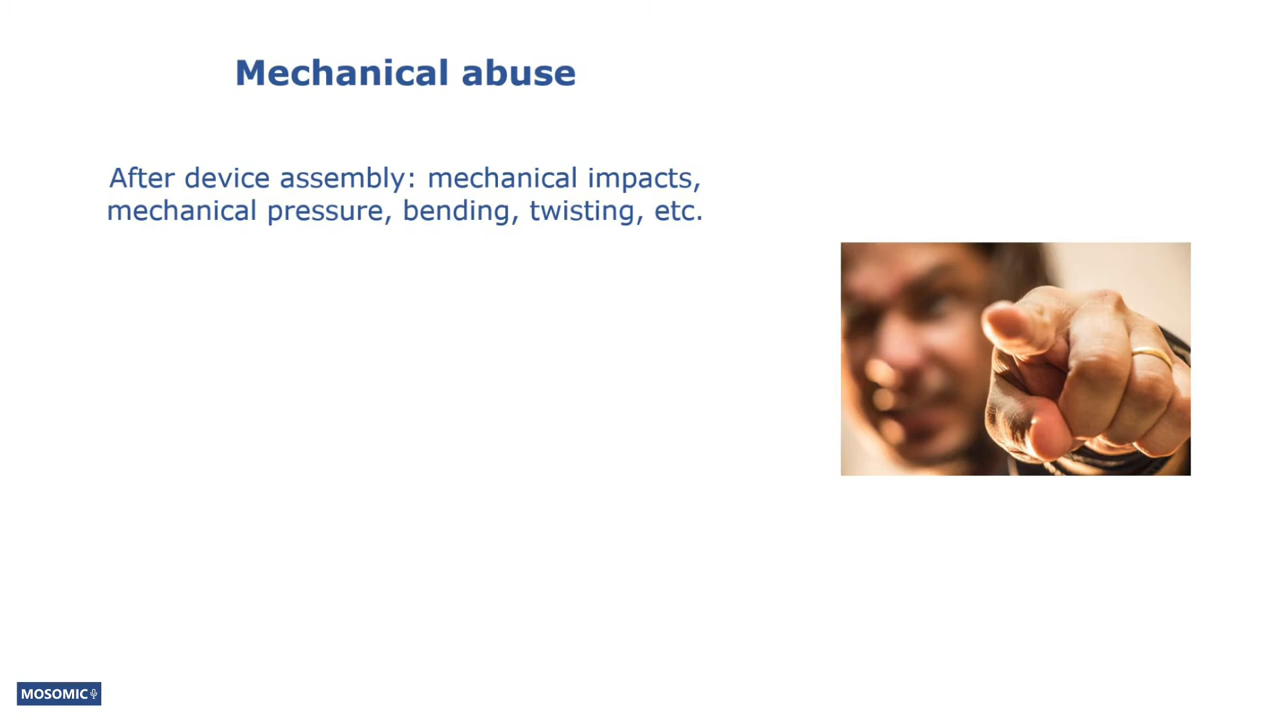 Mechanical abuse
After device assembly: mechanical impacts,
mechanical pressure, bending, twisting, etc.
MOSOMIC